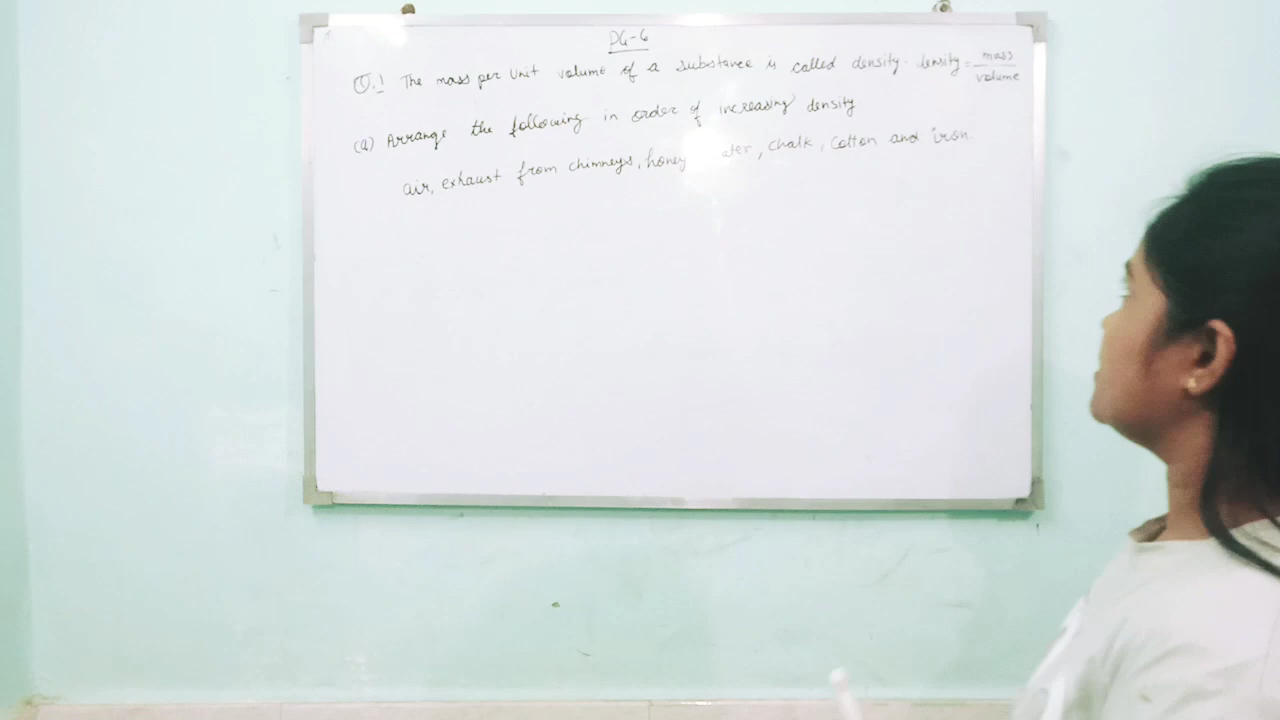 PG-6
Q.1 The mass per Unit volume of a substance is called density. density = mass/volume
(a) Arrange the following in order of increasing density
air, exhaust from chimneys, honey ater, chalk, cotton and iron.